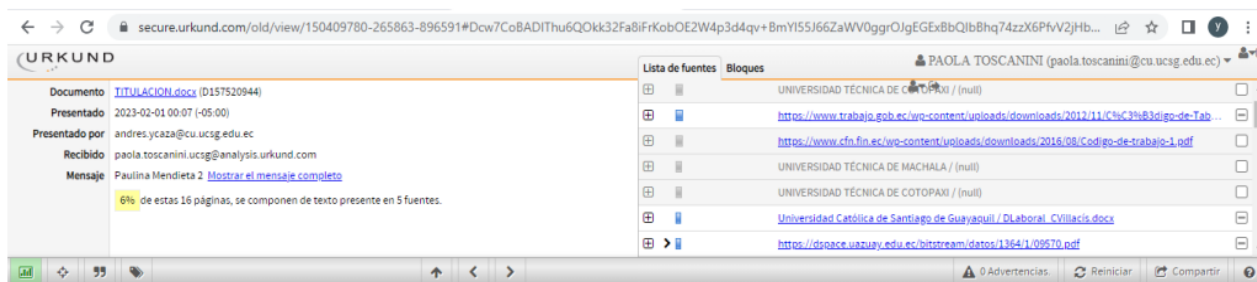 secure.urkund.com/old/view/150409780-265863-896591#Dcw7CoBADIThu6QOkk32Fa8iFrKobOE2W4p3d4qv+BmYl55J66ZaWV0ggrOJgEGExBbQlbBhq74zzX6PfvV2jHb...
URKUND
PAOLA TOSCANINI (paola.toscanini@cu.ucsg.edu.ec)
Lista de fuentes Bloques
Documento TITULACION.docx (D157520944)
Presentado 2023-02-01 00:07 (-05:00)
Presentado por andres.ycaza@cu.ucsg.edu.ec
Recibido paola.toscanini.ucsg@analysis.urkund.com
Mensaje Paulina Mendieta 2 Mostrar el mensaje completo
6% de estas 16 páginas, se componen de texto presente en 5 fuentes.
UNIVERSIDAD TÉCNICA DE COTOPAXI / (null)
https://www.trabajo.gob.ec/wp-content/uploads/downloads/2012/11/C%C3%B3digo-de-Tab...
https://www.cfn.fin.ec/wp-content/uploads/downloads/2016/08/Codigo-de-trabajo-1.pdf
UNIVERSIDAD TÉCNICA DE MACHALA / (null)
UNIVERSIDAD TÉCNICA DE COTOPAXI / (null)
Universidad Católica de Santiago de Guayaquil / DLaboral_CVillacís.docx
https://dspace.uazuay.edu.ec/bitstream/datos/1364/1/09570.pdf
0 Advertencias. Reiniciar Compartir